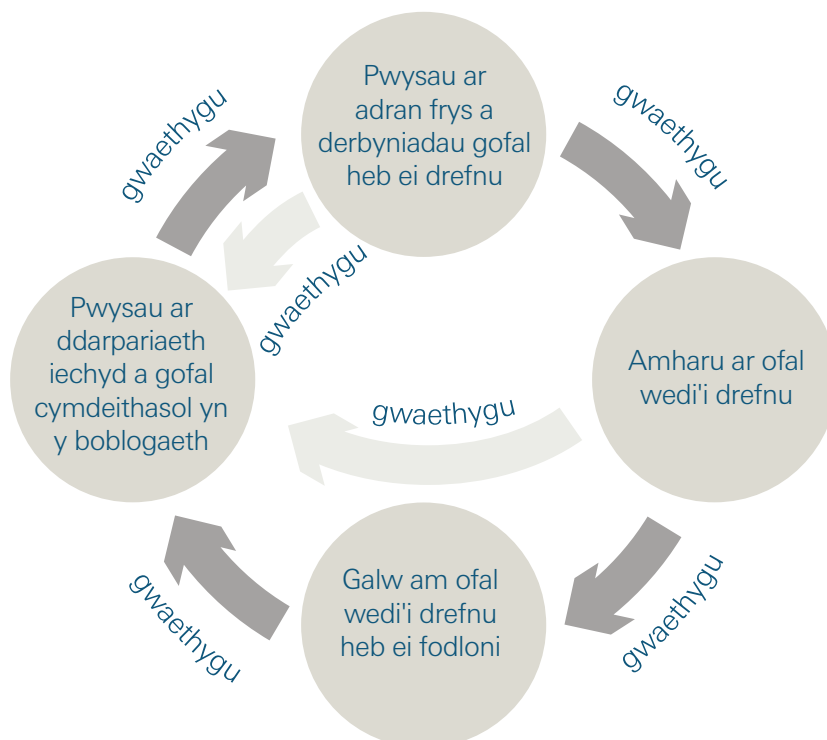 Pwysau ar
adran frys a
derbyniadau gofal
heb ei drefnu
gwaethygu
gwaethygu
gwaethygu
Pwysau ar
ddarpariaeth
iechyd a gofal
cymdeithasol yn
y boblogaeth
Amharu ar ofal
wedi'i drefnu
gwaethygu
Galw am ofal
wedi'i drefnu
heb ei fodloni
gwaethygu
gwaethygu